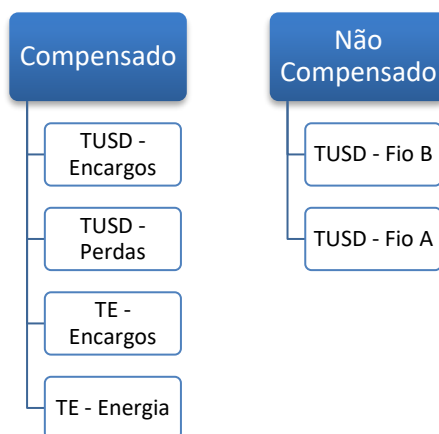 Compensado
TUSD -
Encargos
TUSD -
Perdas
TE -
Encargos
TE - Energia
Não
Compensado
TUSD - Fio B
TUSD - Fio A